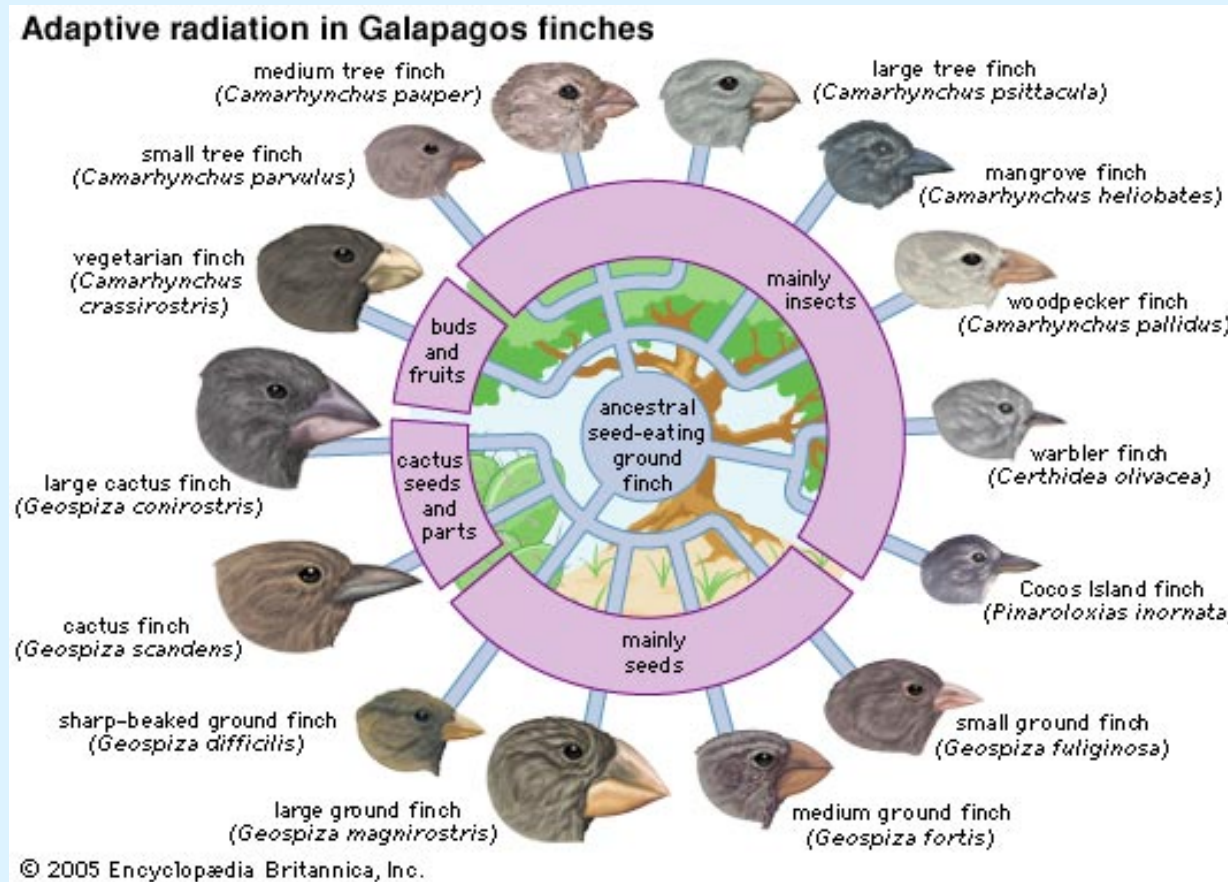 Adaptive radiation in Galapagos finches
medium tree finch
(Camarhynchus pauper)
large tree finch
(Camarhynchus psittacula)
small tree finch
(Camarhynchus parvulus)
mangrove finch
(Camarhynchus heliobates)
vegetarian finch
(Camarhynchus
crassirostris)
mainly
insects
woodpecker finch
(Camarhynchus pallidus)
buds
and
fruits
ancestral
seed-eating
ground
finch
large cactus finch
(Geospiza conirostris)
cactus
seeds
and
parts
warbler finch
(Certhidea olivacea)
cactus finch
(Geospiza scandens)
Cocos Island finch
(Pinaroloxias inornata)
mainly
seeds
sharp-beaked ground finch
(Geospiza difficilis)
small ground finch
(Geospiza fuliginosa)
large ground finch
(Geospiza magnirostris)
medium ground finch
(Geospiza fortis)
© 2005 Encyclopædia Britannica, Inc.